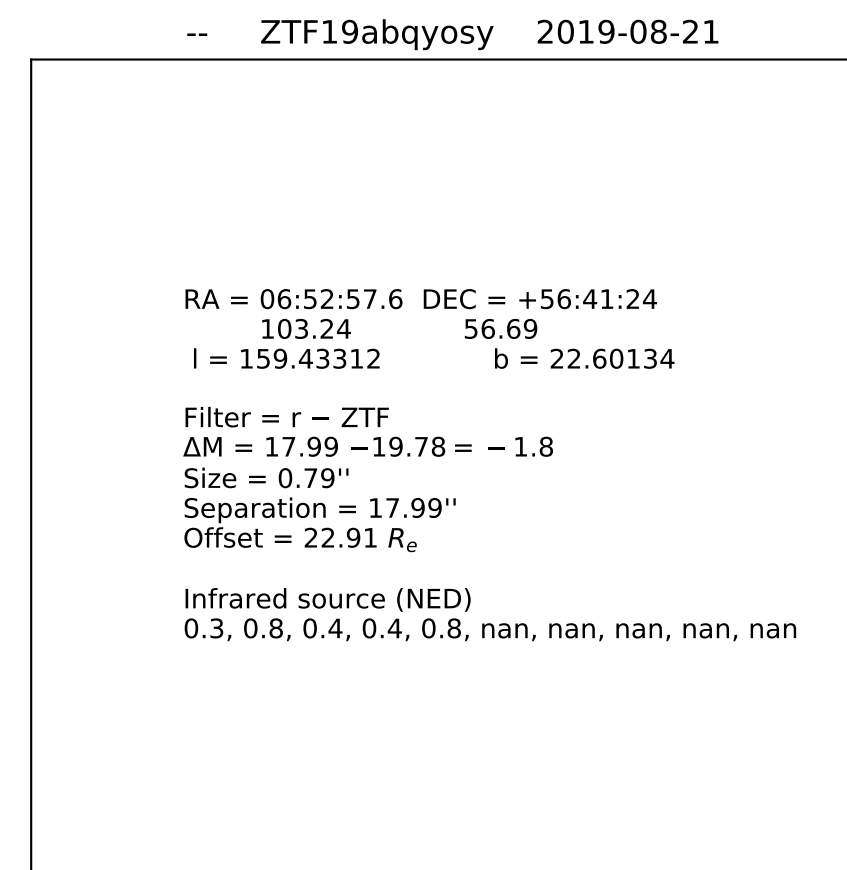 -- ZTF19abqyosy 2019-08-21
RA = 06:52:57.6 DEC = +56:41:24
103.24 56.69
l = 159.43312 b = 22.60134
Filter = r − ZTF
ΔM = 17.99 −19.78 = − 1.8
Size = 0.79''
Separation = 17.99''
Offset = 22.91 Re
Infrared source (NED)
0.3, 0.8, 0.4, 0.4, 0.8, nan, nan, nan, nan, nan